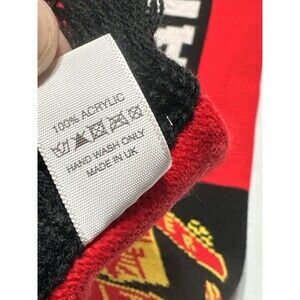 100% ACRYLIC
HAND WASH ONLY
MADE IN UK